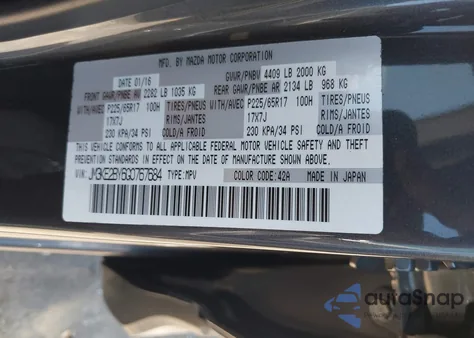 MFD. BY MAZDA MOTOR CORPORATION
DATE 01/16 GVWR/PNBV 4409 LB 2000 KG
FRONT GAWR/PNBE AV 2282 LB 1035 KG REAR GAWR/PNBE AR 2134 LB 968 KG
WITH/AVEC P225/65R17 100H TIRES/PNEUS WITH/AVEC P225/65R17 100H TIRES/PNEUS
17X7J RIMS/JANTES 17X7J RIMS/JANTES
230 KPA/34 PSI 230 KPA/34 PSI
THIS VEHICLE CONFORMS TO ALL APPLICABLE FEDERAL MOTOR VEHICLE SAFETY AND
THEFT PREVENTION STANDARDS IN EFFECT ON THE DATE OF MANUFACTURE SHOWN ABOVE.
VIN: JM3KE2BY6G0767684 TYPE: MPV COLOR CODE: 42A MADE IN JAPAN
autoSnap